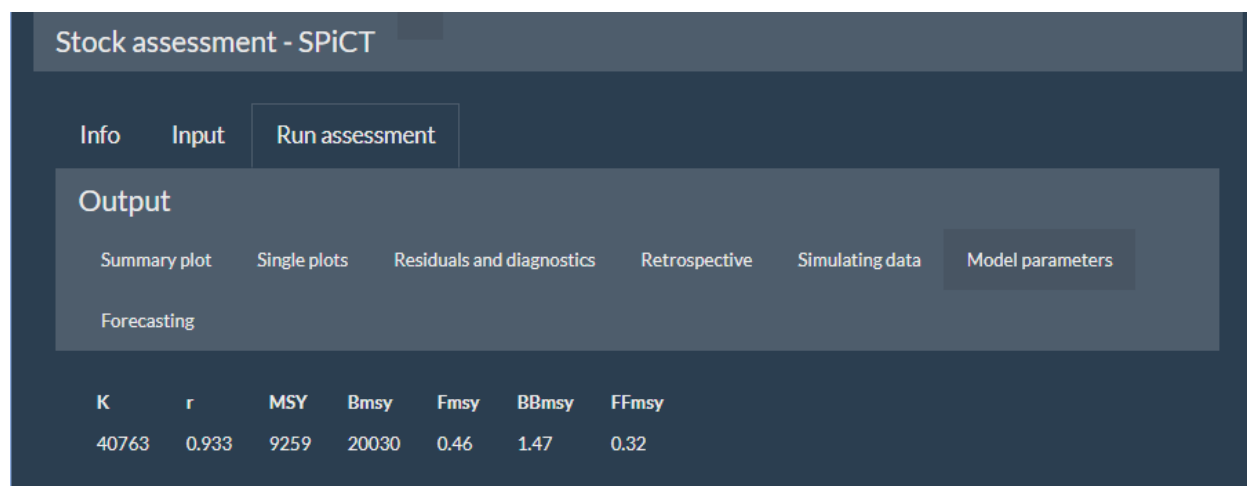 Stock assessment - SPiCT
Info Input Run assessment
Output
Summary plot Single plots Residuals and diagnostics Retrospective Simulating data Model parameters
Forecasting
K r MSY Bmsy Fmsy BBmsy FFmsy
40763 0.933 9259 20030 0.46 1.47 0.32